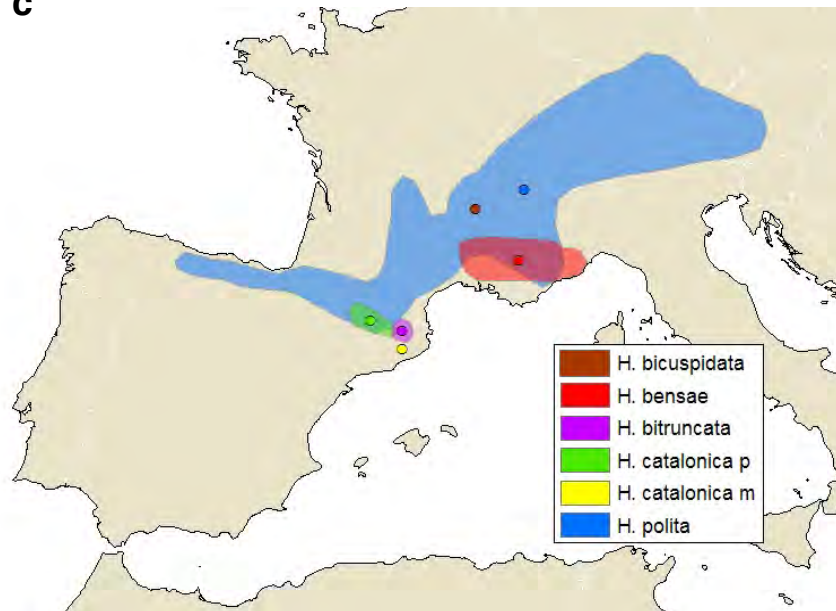 c
H. bicuspidata
H. bensae
H. bitruncata
H. catalonica p
H. catalonica m
H. polita